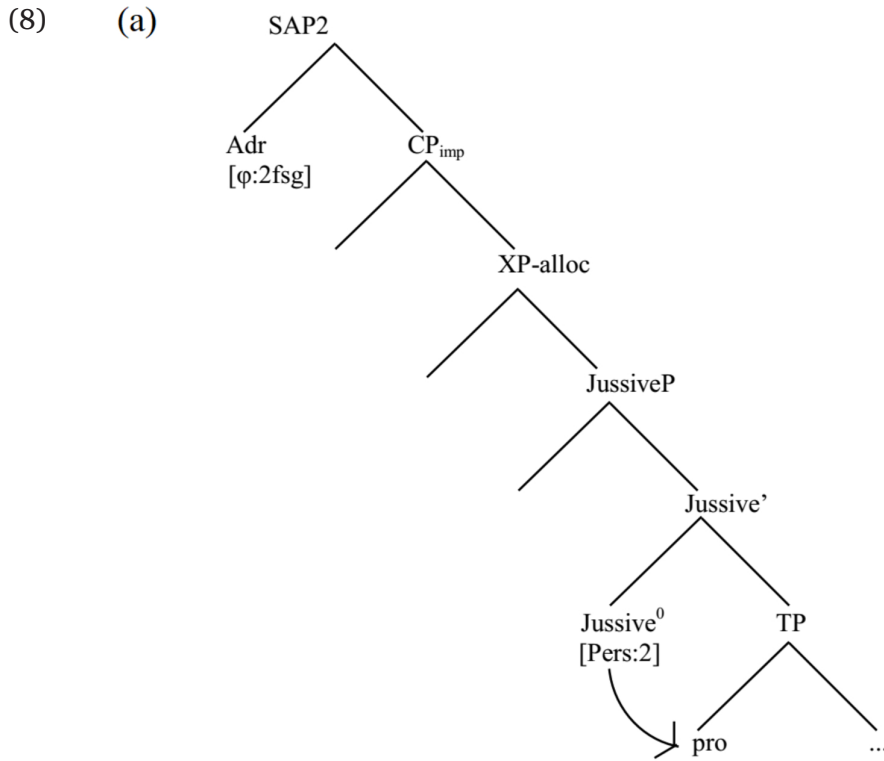 (8) (a) SAP2
Adr CPimp
[φ:2fsg]
XP-alloc
JussiveP
Jussive’
Jussive⁰ TP
[Pers:2]
pro ...